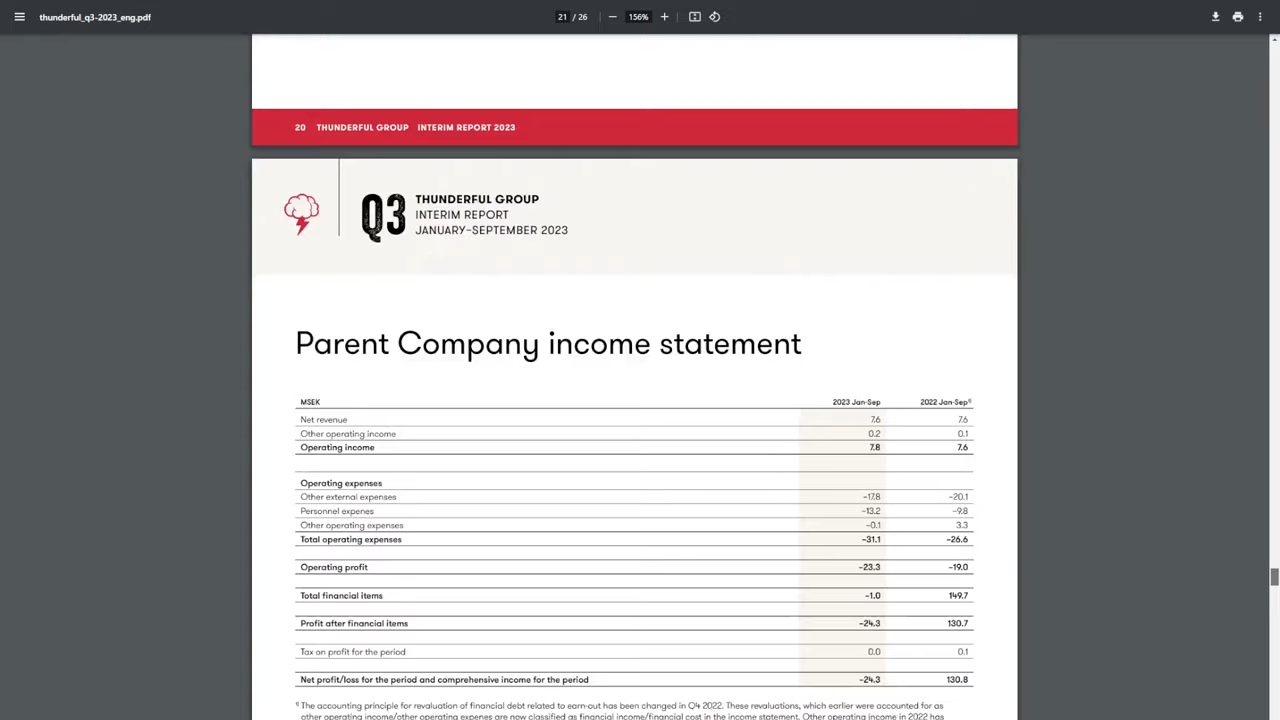 thunderful_q3-2023_eng.pdf
21 / 26
156%
20 THUNDERFUL GROUP INTERIM REPORT 2023
Q3
THUNDERFUL GROUP
INTERIM REPORT
JANUARY–SEPTEMBER 2023
Parent Company income statement
MSEK 2023 Jan-Sep 2022 Jan-Sep¹⁾
Net revenue 7.6 7.6
Other operating income 0.2 0.1
Operating income 7.8 7.6
Operating expenses
Other external expenses –17.8 –20.1
Personnel expenes –13.2 –9.8
Other operating expenses –0.1 3.3
Total operating expenses –31.1 –26.6
Operating profit –23.3 –19.0
Total financial items –1.0 149.7
Profit after financial items –24.3 130.7
Tax on profit for the period 0.0 0.1
Net profit/loss for the period and comprehensive income for the period –24.3 130.8
¹⁾ The accounting principle for revaluation of financial debt related to earn-out has been changed in Q4 2022. These revaluations, which earlier were accounted for as
other operating income/other operating expenes are now classified as financial income/financial cost in the income statement. Other operating income in 2022 has